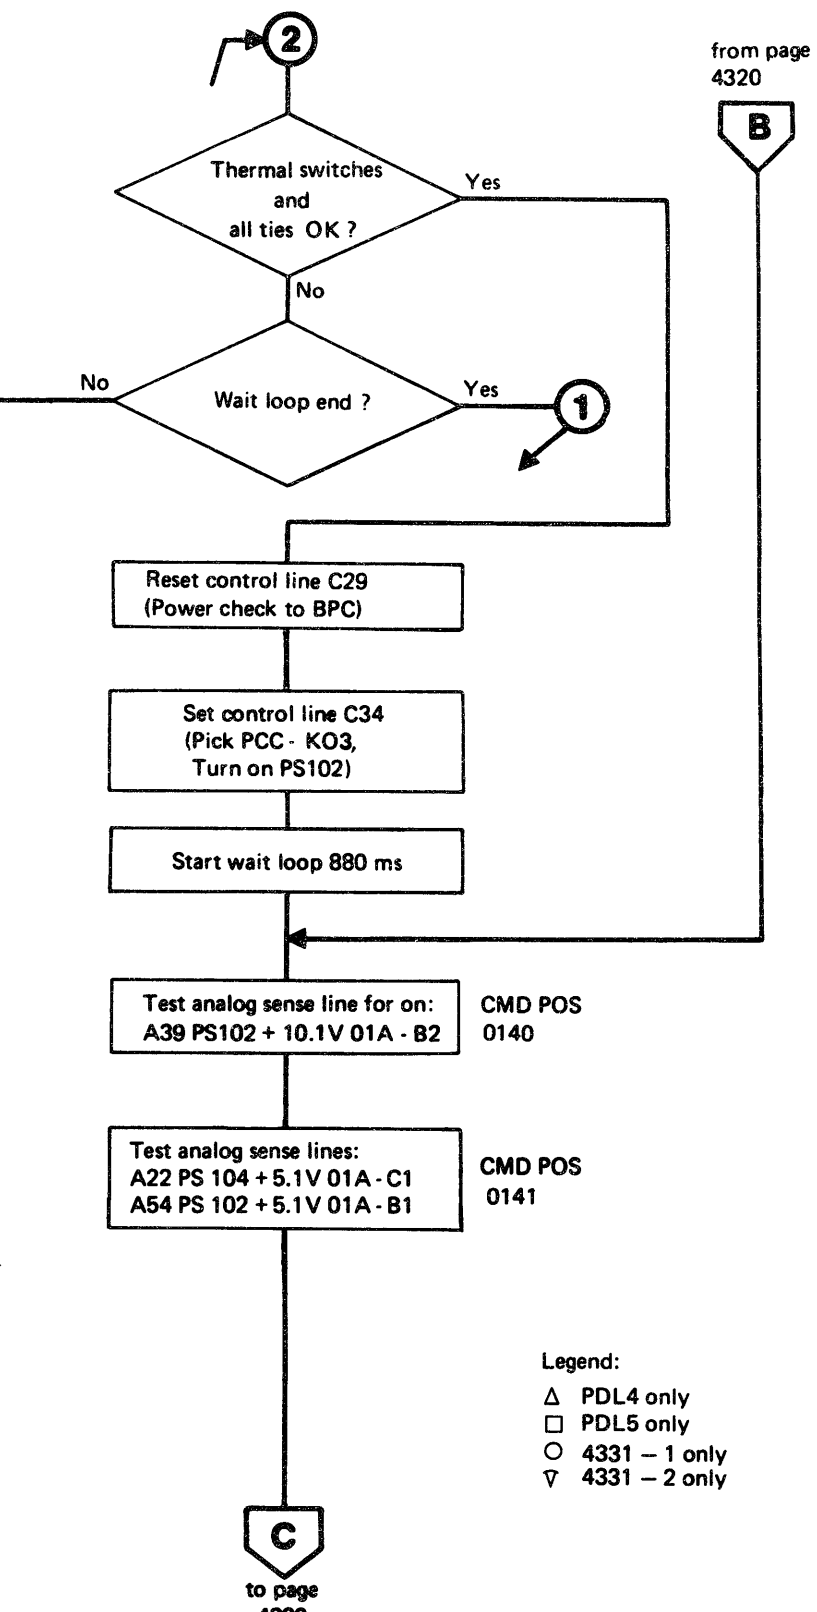 2
from page
4320
B
Thermal switches
and
all ties OK ?
Yes
No
No
Wait loop end ?
Yes
1
Reset control line C29
(Power check to BPC)
Set control line C34
(Pick PCC - KO3,
Turn on PS102)
Start wait loop 880 ms
Test analog sense line for on:
A39 PS102 + 10.1V 01A - B2
CMD POS
0140
Test analog sense lines:
A22 PS 104 + 5.1V 01A - C1
A54 PS 102 + 5.1V 01A - B1
CMD POS
0141
Legend:
△ PDL4 only
□ PDL5 only
○ 4331 – 1 only
▽ 4331 – 2 only
C
to page